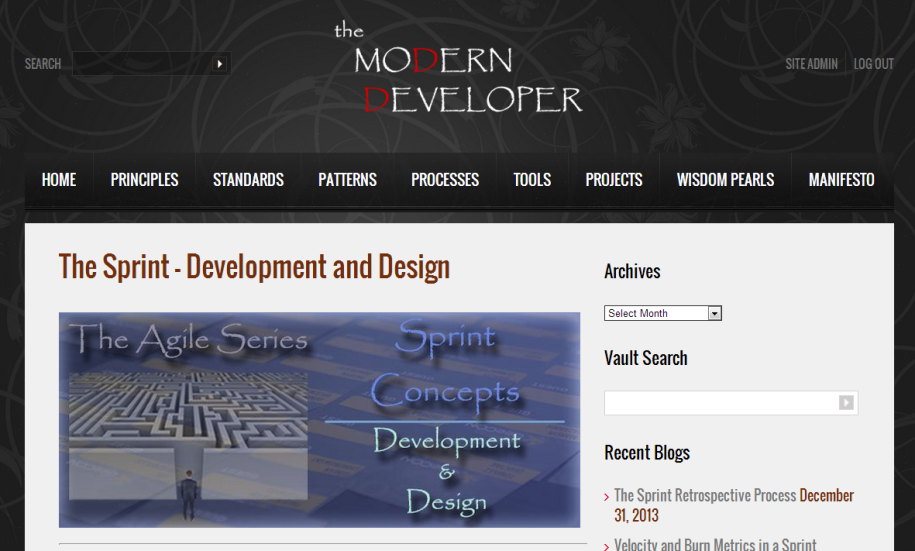 the
MODERN
DEVELOPER
SEARCH
SITE ADMIN
LOG OUT
HOME
PRINCIPLES
STANDARDS
PATTERNS
PROCESSES
TOOLS
PROJECTS
WISDOM PEARLS
MANIFESTO
The Sprint - Development and Design
The Agile Series
Sprint
Concepts
Development
&
Design
Archives
Select Month
Vault Search
Recent Blogs
The Sprint Retrospective Process December
31, 2013
Velocity and Burn Metrics in a Sprint